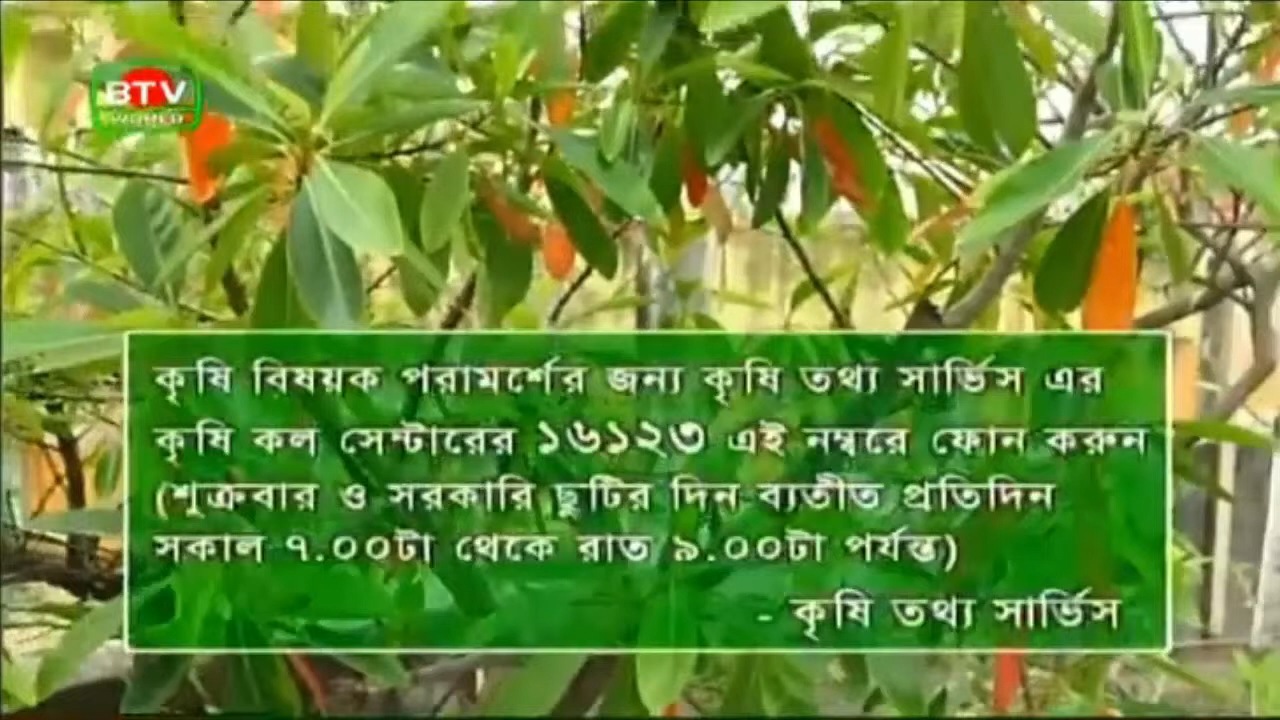 BTV
WORLD
কৃষি বিষয়ক পরামর্শের জন্য কৃষি তথ্য সার্ভিস এর
কৃষি কল সেন্টারের ১৬১২৩ এই নম্বরে ফোন করুন
(শুক্রবার ও সরকারি ছুটির দিন ব্যতীত প্রতিদিন
সকাল ৭.০০টা থেকে রাত ৯.০০টা পর্যন্ত)
- কৃষি তথ্য সার্ভিস